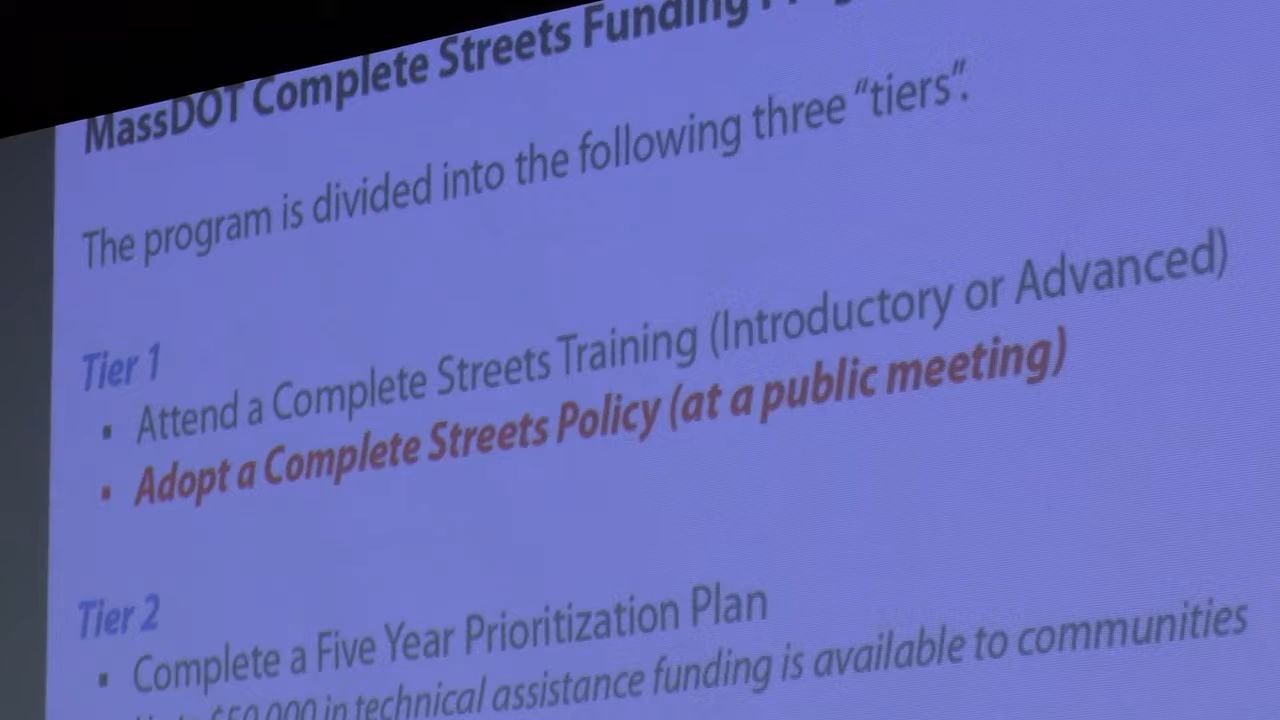 MassDOT Complete Streets Funding
The program is divided into the following three “tiers”.
Tier 1
▪ Attend a Complete Streets Training (Introductory or Advanced)
▪ Adopt a Complete Streets Policy (at a public meeting)
Tier 2
▪ Complete a Five Year Prioritization Plan
$50,000 in technical assistance funding is available to communities